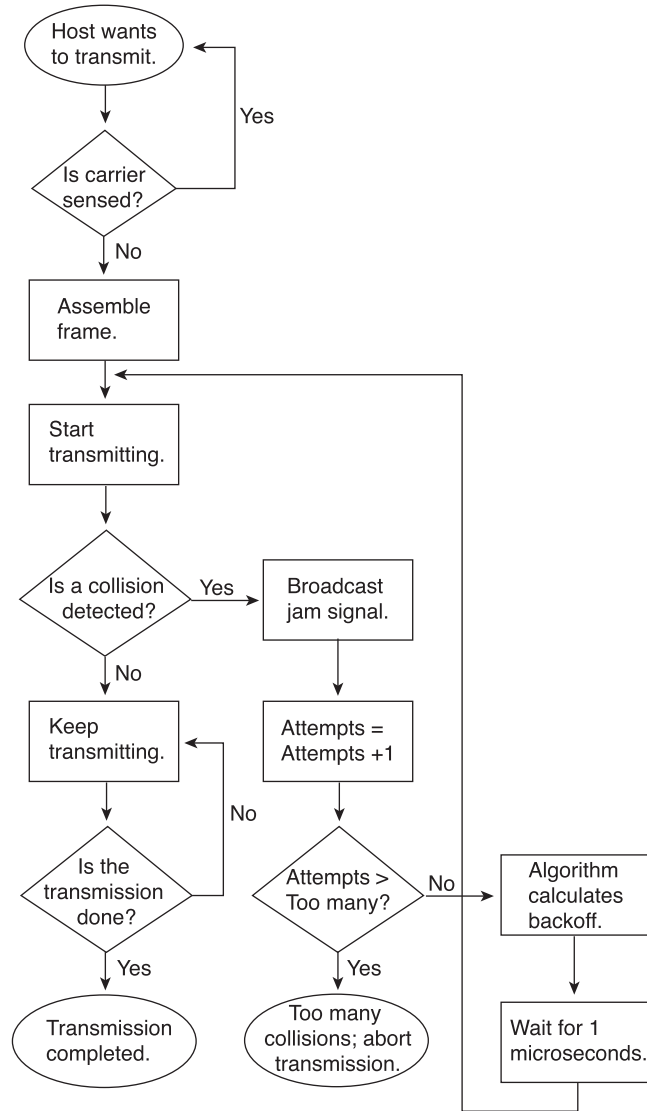 Host wants
to transmit.
Yes
Is carrier
sensed?
No
Assemble
frame.
Start
transmitting.
Is a collision
detected?
Yes
Broadcast
jam signal.
No
Keep
transmitting.
Attempts =
Attempts +1
No
Is the
transmission
done?
Attempts >
Too many?
No
Algorithm
calculates
backoff.
Yes
Yes
Transmission
completed.
Too many
collisions; abort
transmission.
Wait for 1
microseconds.